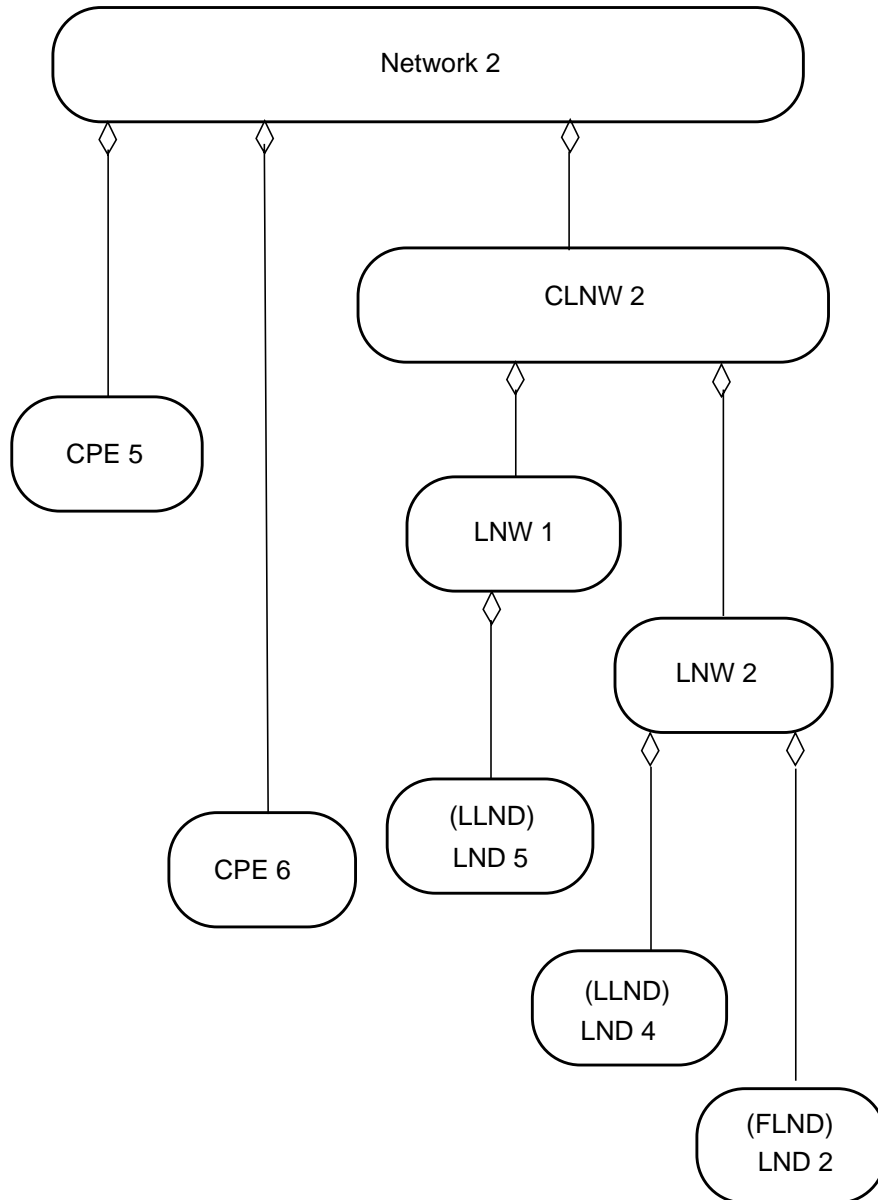 Network 2
CLNW 2
CPE 5
LNW 1
LNW 2
(LLND)
LND 5
CPE 6
(LLND)
LND 4
(FLND)
LND 2